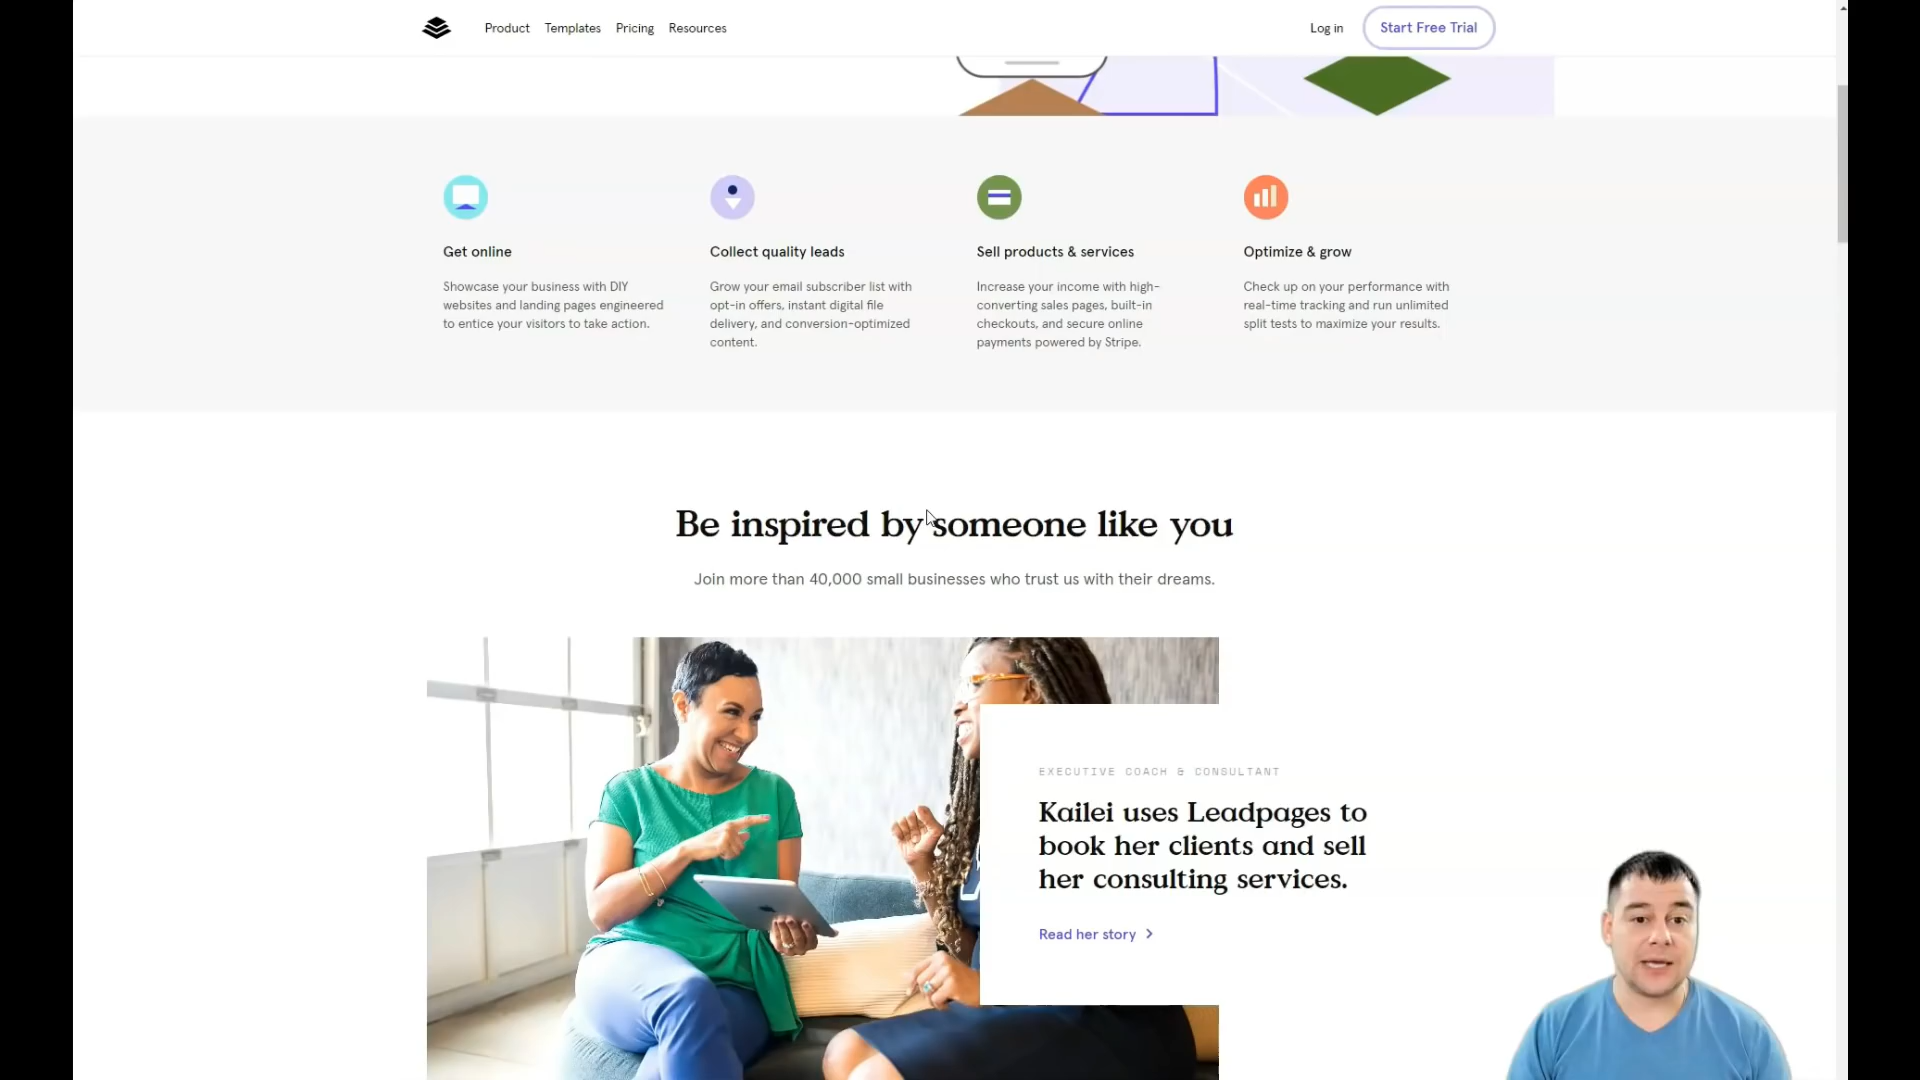 Product Templates Pricing Resources Log in Start Free Trial
Get online
Showcase your business with DIY
websites and landing pages engineered
to entice your visitors to take action.
Collect quality leads
Grow your email subscriber list with
opt-in offers, instant digital file
delivery, and conversion-optimized
content.
Sell products & services
Increase your income with high-
converting sales pages, built-in
checkouts, and secure online
payments powered by Stripe.
Optimize & grow
Check up on your performance with
real-time tracking and run unlimited
split tests to maximize your results.
Be inspired by someone like you
Join more than 40,000 small businesses who trust us with their dreams.
EXECUTIVE COACH & CONSULTANT
Kailei uses Leadpages to
book her clients and sell
her consulting services.
Read her story